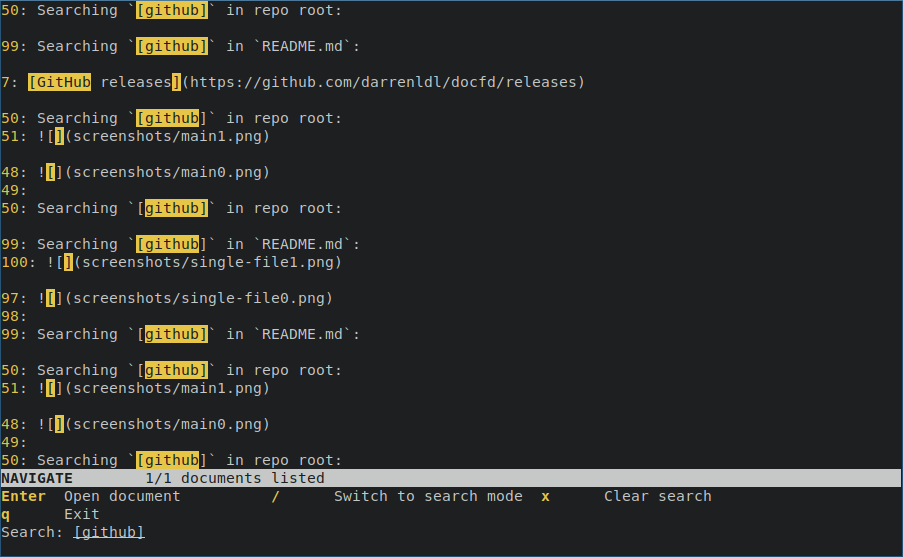 50: Searching `[github]` in repo root:
99: Searching `[github]` in `README.md`:
7: [GitHub releases](https://github.com/darrenldl/docfd/releases)
50: Searching `[github]` in repo root:
51: ![](screenshots/main1.png)
48: ![](screenshots/main0.png)
49:
50: Searching `[github]` in repo root:
99: Searching `[github]` in `README.md`:
100: ![](screenshots/single-file1.png)
97: ![](screenshots/single-file0.png)
98:
99: Searching `[github]` in `README.md`:
50: Searching `[github]` in repo root:
51: ![](screenshots/main1.png)
48: ![](screenshots/main0.png)
49:
50: Searching `[github]` in repo root:
NAVIGATE        1/1 documents listed
Enter  Open document          /      Switch to search mode  x      Clear search
q      Exit
Search: [github]